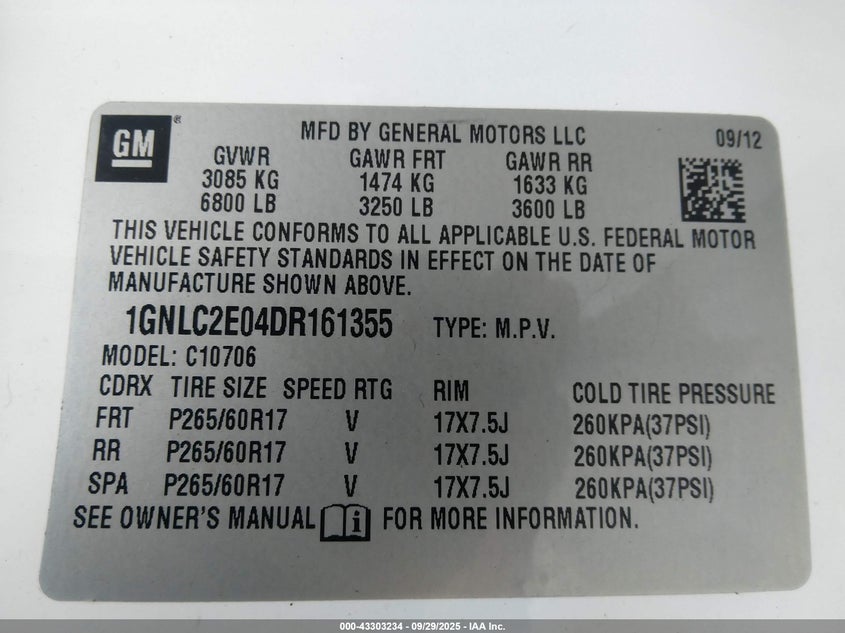 GM®
MFD BY GENERAL MOTORS LLC 09/12
GVWR GAWR FRT GAWR RR
3085 KG 1474 KG 1633 KG
6800 LB 3250 LB 3600 LB
THIS VEHICLE CONFORMS TO ALL APPLICABLE U.S. FEDERAL MOTOR
VEHICLE SAFETY STANDARDS IN EFFECT ON THE DATE OF
MANUFACTURE SHOWN ABOVE.
1GNLC2E04DR161355 TYPE: M.P.V.
MODEL: C10706
CDRX TIRE SIZE SPEED RTG RIM COLD TIRE PRESSURE
FRT P265/60R17 V 17X7.5J 260KPA(37PSI)
RR P265/60R17 V 17X7.5J 260KPA(37PSI)
SPA P265/60R17 V 17X7.5J 260KPA(37PSI)
SEE OWNER'S MANUAL i FOR MORE INFORMATION.
000-43303234 - 09/29/2025 - IAA Inc.